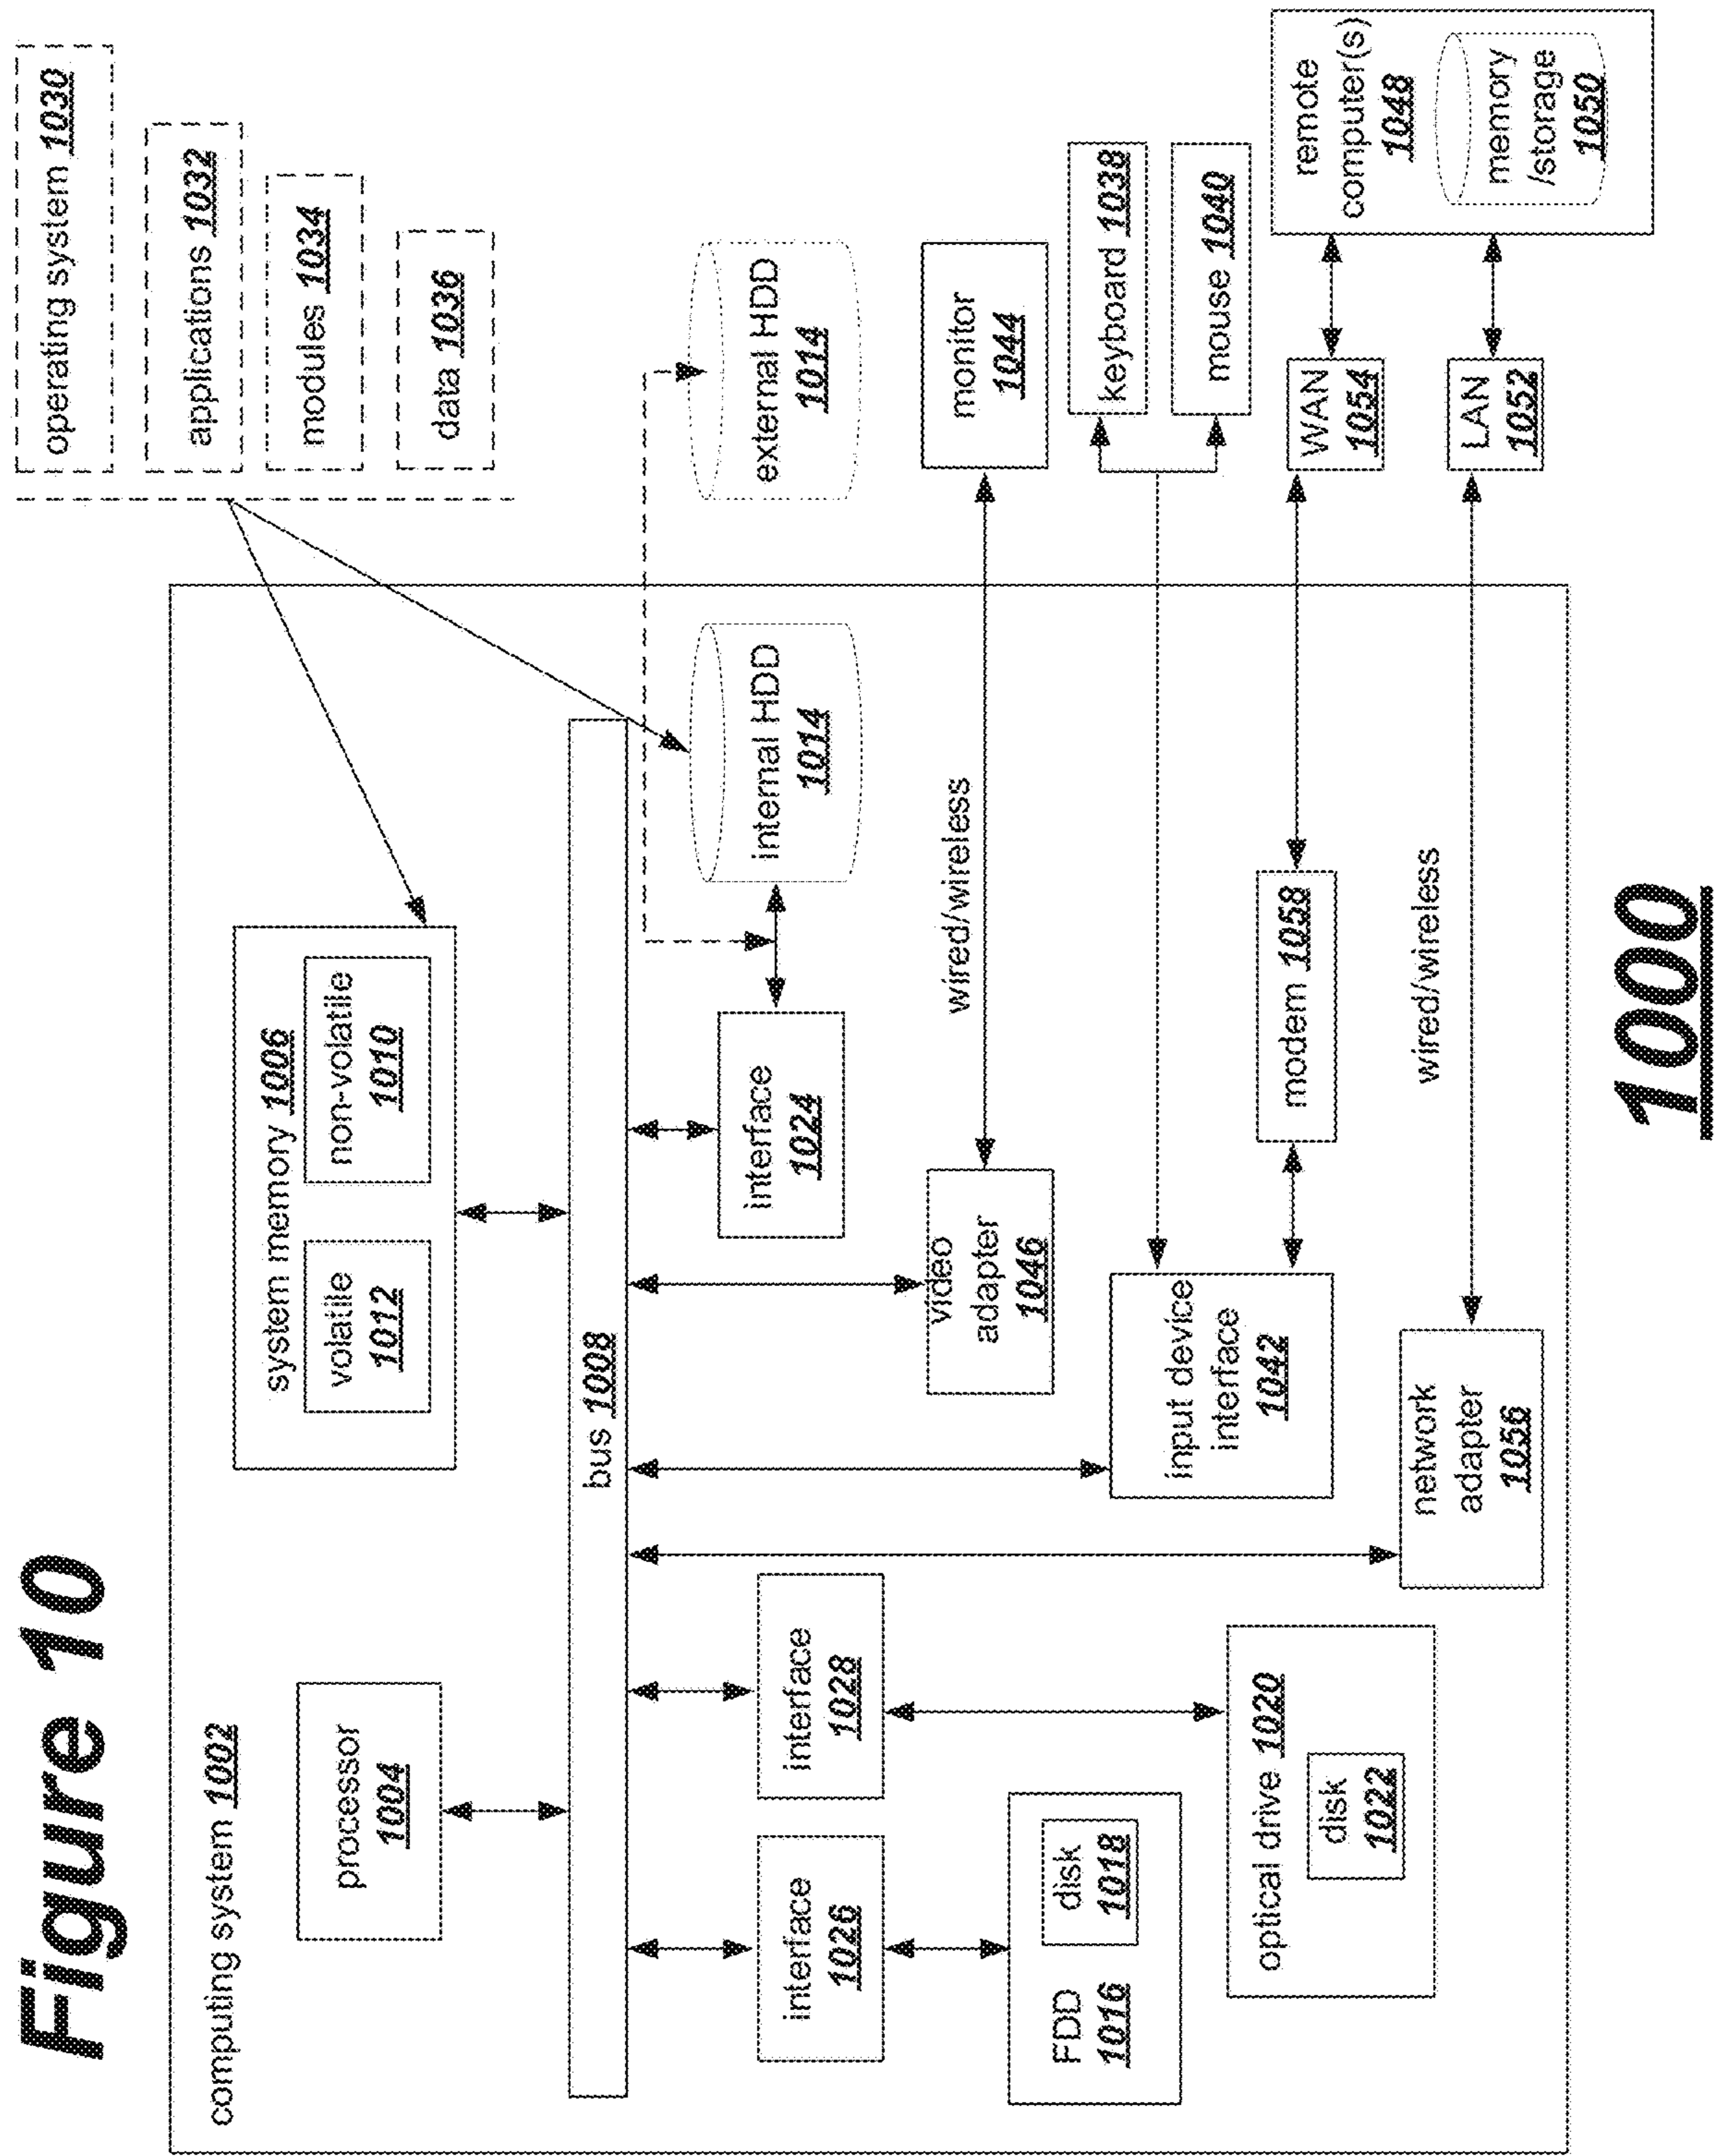 Figure 10
computing system 1002
processor
1004
system memory 1006
volatile
1012
non-volatile
1010
operating system 1030
applications 1032
modules 1034
data 1036
bus 1008
interface
1026
interface
1028
interface
1024
internal HDD
1014
external HDD
1014
FDD
1016
disk
1018
optical drive 1020
disk
1022
video
adapter
1046
wired/wireless
monitor
1044
input device
interface
1042
keyboard 1038
mouse 1040
modem 1058
WAN
1054
network
adapter
1056
wired/wireless
LAN
1052
remote
computer(s)
1048
memory
/storage
1050
1000